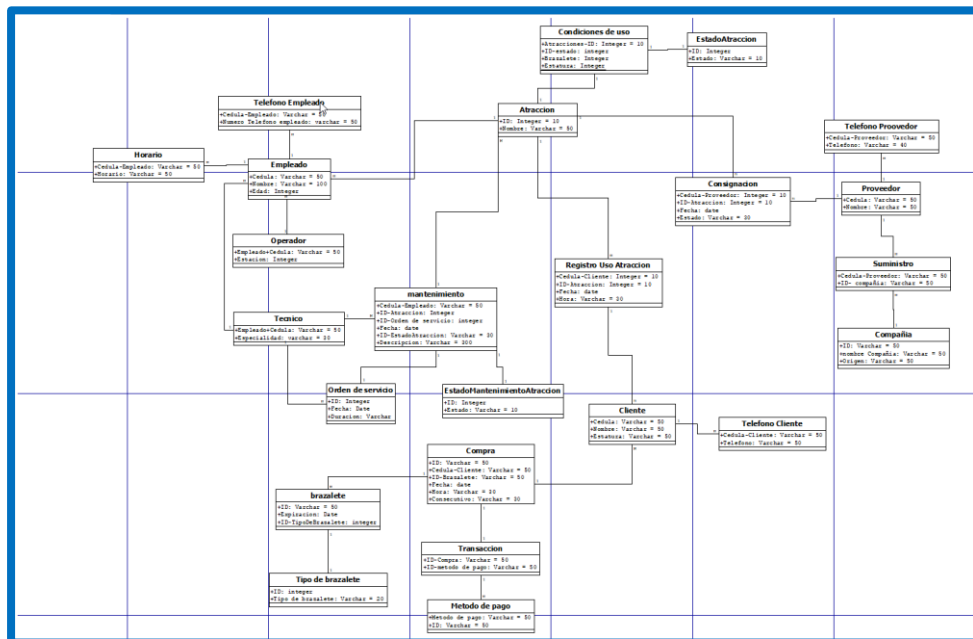 Condiciones de uso
+Atracciones-ID: Integer = 10
+ID-estado: integer
+Brazalete: Integer
+Estatura: Integer
EstadoAtraccion
+ID: Integer
+Estado: Varchar = 10
Telefono Empleado
+Cedula-Empleado: Varchar = 50
+Numero Telefono empleado: varchar = 50
Atraccion
+ID: Integer = 10
+Nombre: Varchar = 50
Telefono Proovedor
+Cedula-Proveedor: Varchar = 50
+Telefono: Varchar = 40
Horario
+Cedula-Empleado: Varchar = 50
+Horario: Varchar = 50
Empleado
+Cedula: Varchar = 50
+Nombre: Varchar = 100
+Edad: Integer
Consignacion
+Cedula-Proveedor: Integer = 10
+ID-Atraccion: Integer = 10
+Fecha: date
+Estado: Varchar = 30
Proveedor
+Cedula: Varchar = 50
+Nombre: Varchar = 50
Operador
+Empleado+Cedula: Varchar = 50
+Estacion: Integer
Registro Uso Atraccion
+Cedula-Cliente: Integer = 10
+ID-Atraccion: Integer = 10
+Fecha: date
+Hora: Varchar = 30
Suministro
+Cedula-Proveedor: Varchar = 50
+ID- compañia: Varchar = 50
mantenimiento
+Cedula-Empleado: Varchar = 50
+ID-Atraccion: Integer
+ID-Orden de servicio: integer
+Fecha: date
+ID-EstadoAtraccion: Varchar = 30
+Descripcion: Varchar = 300
Tecnico
+Empleado+Cedula: Varchar = 50
+Especialidad: varchar = 30
Compañia
+ID: Varchar = 50
+nombre Compañia: Varchar = 50
+Origen: Varchar = 50
Orden de servicio
+ID: Integer
+Fecha: Date
+Duracion: Varchar
EstadoMantenimientoAtraccion
+ID: Integer
+Estado: Varchar = 10
Cliente
+Cedula: Varchar = 50
+Nombre: Varchar = 50
+Estatura: Varchar = 50
Telefono Cliente
+Cedula-Cliente: Varchar = 50
+Telefono: Varchar = 50
Compra
+ID: Varchar = 50
+Cedula-Cliente: Varchar = 50
+ID-Brazalete: Varchar = 50
+Fecha: date
+Hora: Varchar = 30
+Consecutivo: Varchar = 30
brazalete
+ID: Varchar = 50
+Expiracion: Date
+ID-TipoDeBrazalete: integer
Transaccion
+ID-Compra: Varchar = 50
+ID-metodo de pago: Varchar = 50
Tipo de brazalete
+ID: integer
+Tipo de brazalete: Varchar = 20
Metodo de pago
+Metodo de pago: Varchar = 50
+ID: Varchar = 50